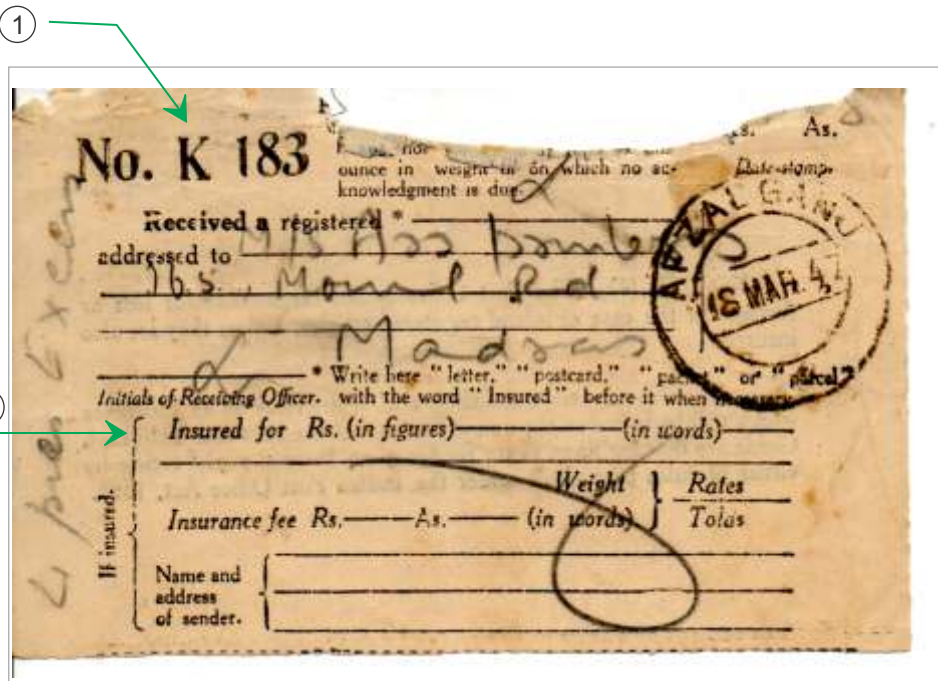 1
As.
No. K 183
ounce in weight or on which no ac-
knowledgment is due.
Date-stamp.
Received a registered *
addressed to M/s
AFZAL GANJ
165, Mount Rd
18 MAR. 47
Madras
* Write here "letter," "postcard," "packet," or "parcel,"
Initials of Receiving Officer. with the word "Insured" before it when necessary.
Insured for Rs. (in figures) (in words)
Weight Rates
Insurance fee Rs. As. (in words) Tolas
If insured.
Name and
address
of sender.